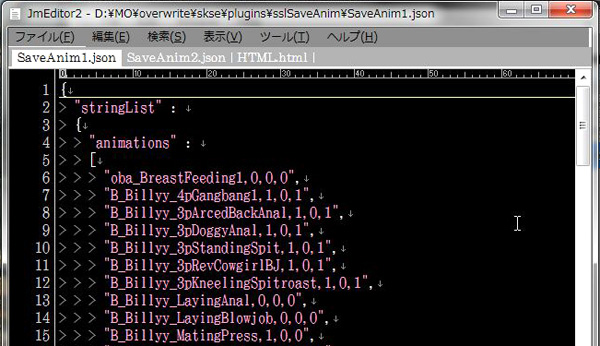 JmEditor2 - D:¥MO¥overwrite¥skse¥plugins¥sslSaveAnim¥SaveAnim1.json
ファイル(F) 編集(E) 検索(S) 表示(V) ツール(T) ヘルプ(H)
SaveAnim1.json SaveAnim2.json | HTML.html |
0 10 20 30 40 50 60
1 {↓
2 > "stringList" : ↓
3 > {↓
4 > > "animations" : ↓
5 > > [↓
6 > > > "oba_BreastFeeding1,0,0,0",↓
7 > > > "B_Billyy_4pGangbang1,1,0,1",↓
8 > > > "B_Billyy_3pArcedBackAnal,1,0,1",↓
9 > > > "B_Billyy_3pDoggyAnal,1,0,1",↓
10 > > > "B_Billyy_3pStandingSpit,1,0,1",↓
11 > > > "B_Billyy_3pRevCowgirlBJ,1,0,1",↓
12 > > > "B_Billyy_3pKneelingSpitroast,1,0,1",↓
13 > > > "B_Billyy_LayingAnal,0,0,0",↓
14 > > > "B_Billyy_LayingBlowjob,0,0,0",↓
15 > > > "B_Billyy_MatingPress,1,0,0",↓